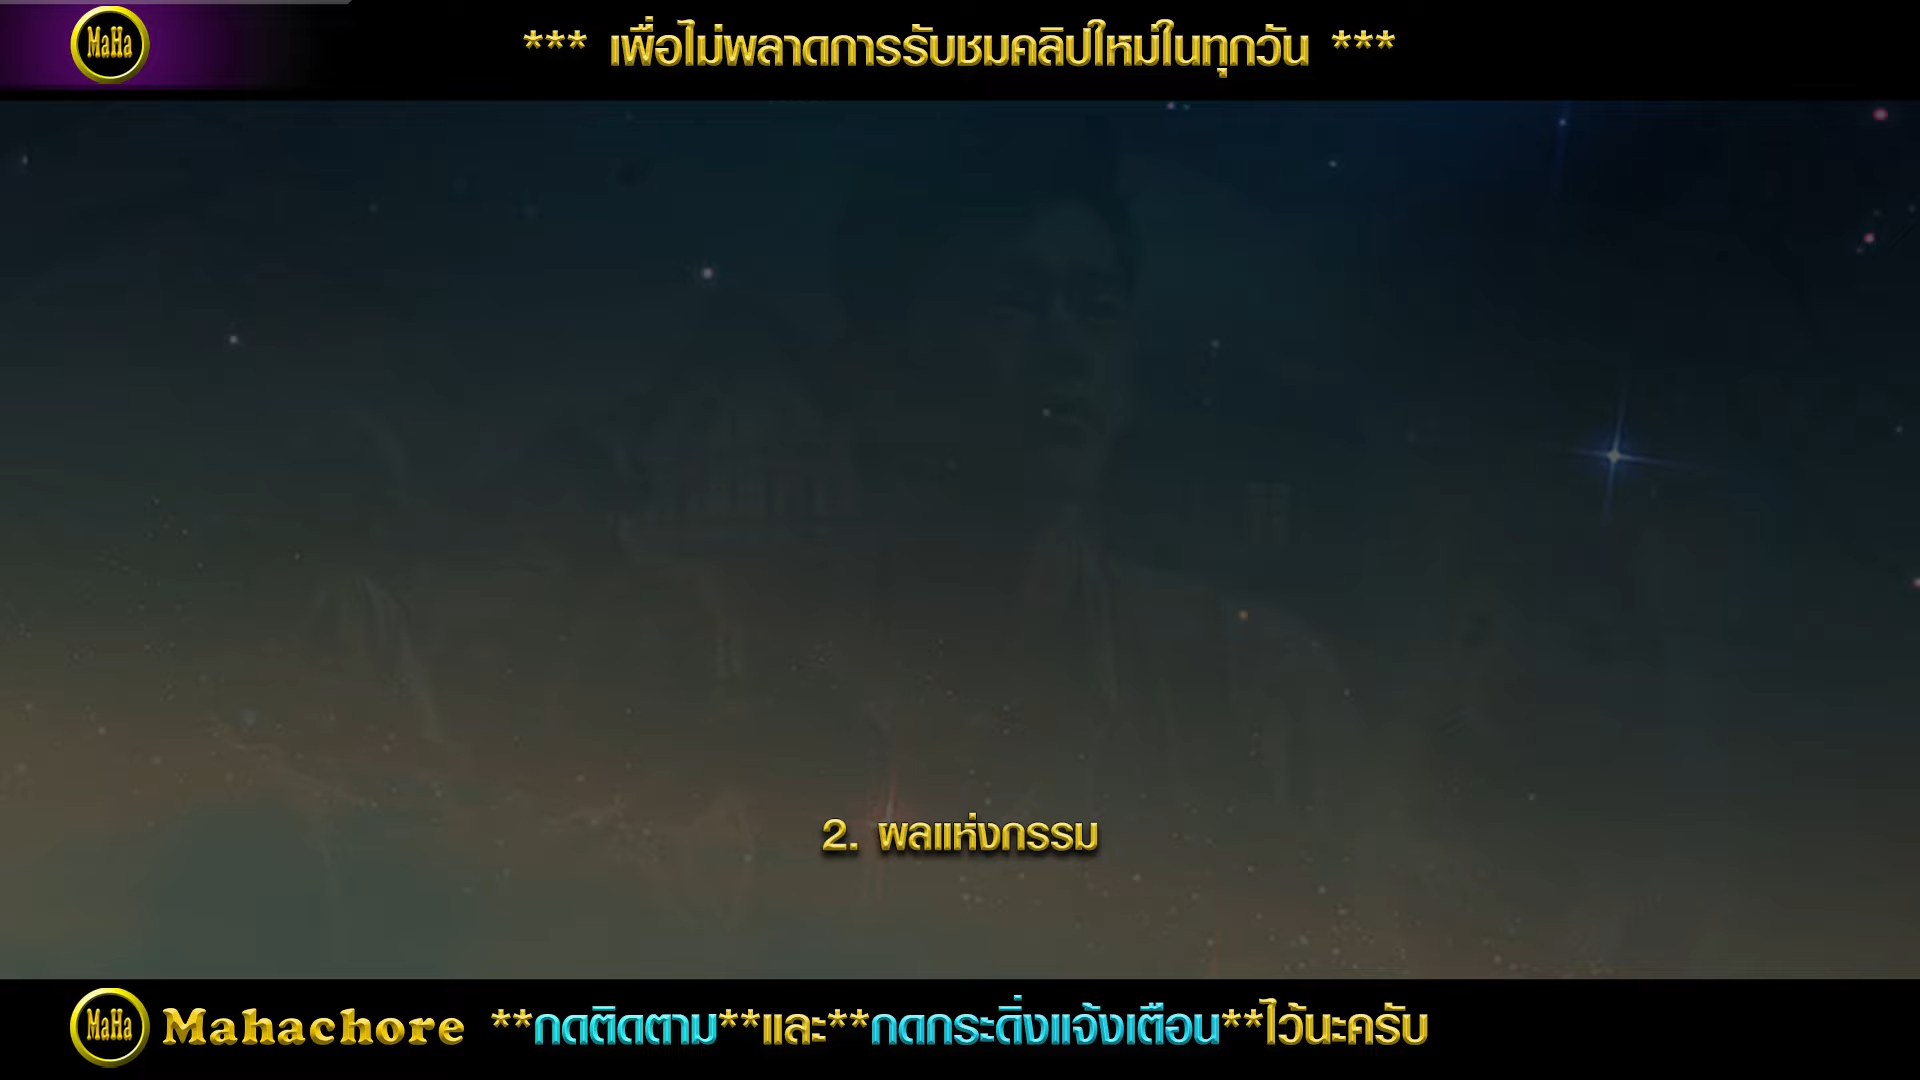 MaHa
*** เพื่อไม่พลาดการรับชมคลิปใหม่ในทุกวัน ***
2. ผลแห่งกรรม
MaHa Mahachore **กดติดตาม**และ**กดกระดิ่งแจ้งเตือน**ไว้นะครับ